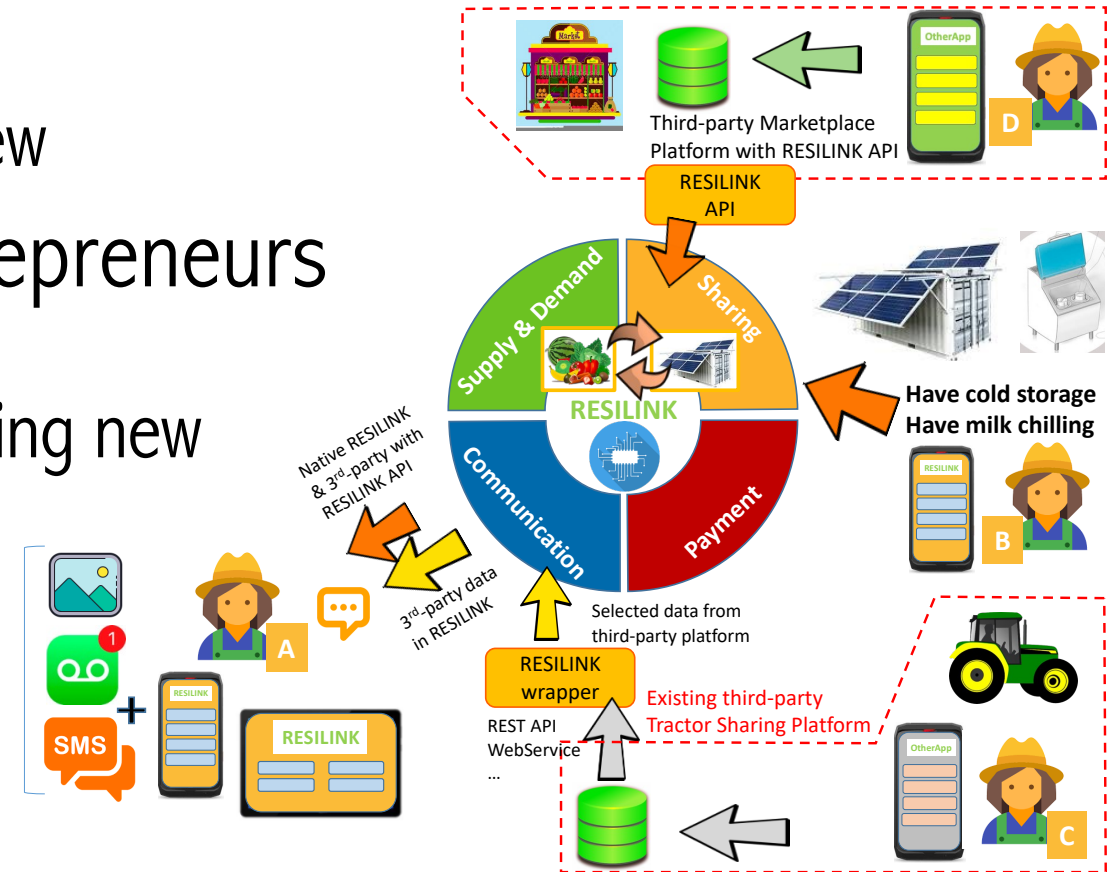 ew
epreneurs
ing new
Market
OtherApp
D
Third-party Marketplace
Platform with RESILINK API
RESILINK
API
Supply & Demand
Sharing
RESILINK
Communication
Payment
Have cold storage
Have milk chilling
RESILINK
B
Native RESILINK
& 3rd-party with
RESILINK API
3rd-party data
in RESILINK
A
1
SMS
+
RESILINK
RESILINK
Selected data from
third-party platform
RESILINK
wrapper
REST API
WebService
...
Existing third-party
Tractor Sharing Platform
OtherApp
C